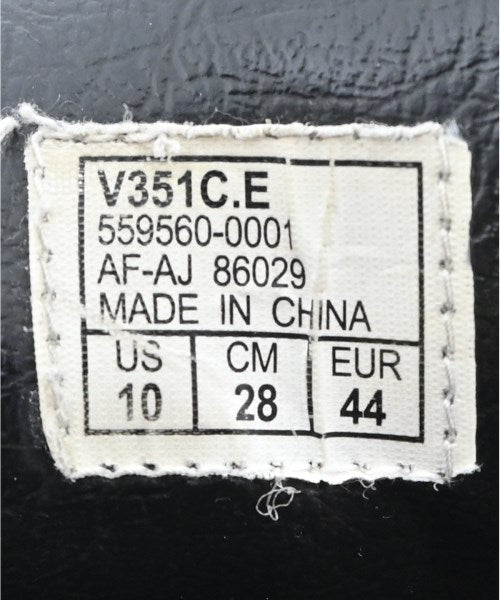 V351C.E
559560-0001
AF-AJ 86029
MADE IN CHINA
US CM EUR
10 28 44